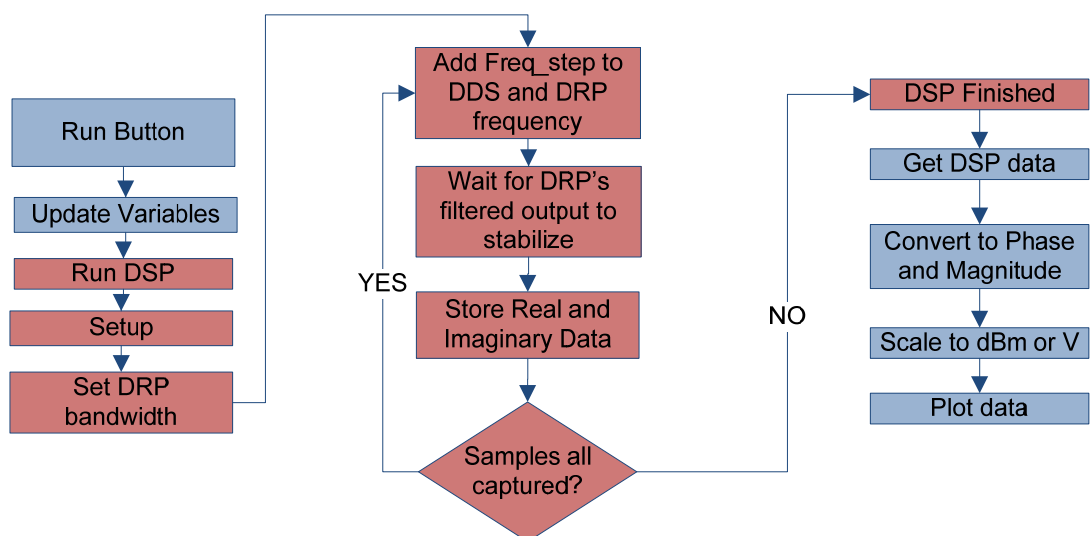 Run Button
Update Variables
Run DSP
Setup
Set DRP
bandwidth
Add Freq_step to
DDS and DRP
frequency
Wait for DRP's
filtered output to
stabilize
Store Real and
Imaginary Data
Samples all
captured?
YES
NO
DSP Finished
Get DSP data
Convert to Phase
and Magnitude
Scale to dBm or V
Plot data